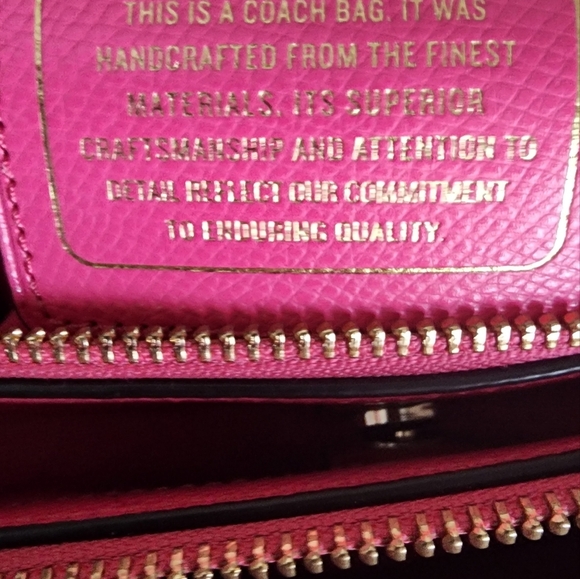 THIS IS A COACH BAG. IT WAS
HANDCRAFTED FROM THE FINEST
MATERIALS. ITS SUPERIOR
CRAFTSMANSHIP AND ATTENTION TO
DETAIL REFLECT OUR COMMITMENT
TO ENDURING QUALITY.